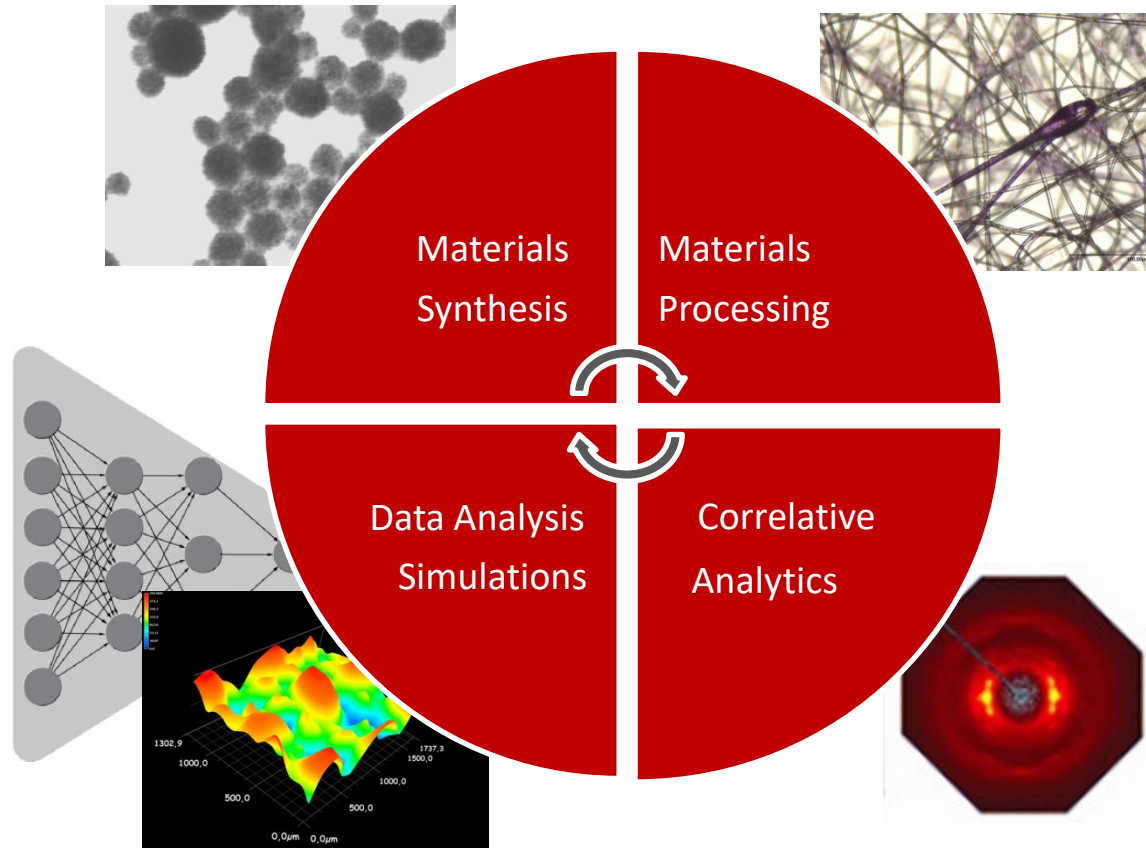 Materials
Synthesis
Materials
Processing
Data Analysis
Simulations
Correlative
Analytics
1302,9
1000,0
500,0
0,0µm
0,0µm
500,0
1000,0
1500,0
1737,3